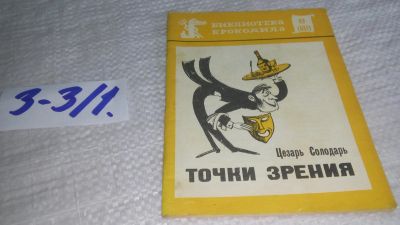 БИБЛИОТЕКА
КРОКОДИЛА
Цезарь Солодарь
ТОЧКИ ЗРЕНИЯ
3-3/1.